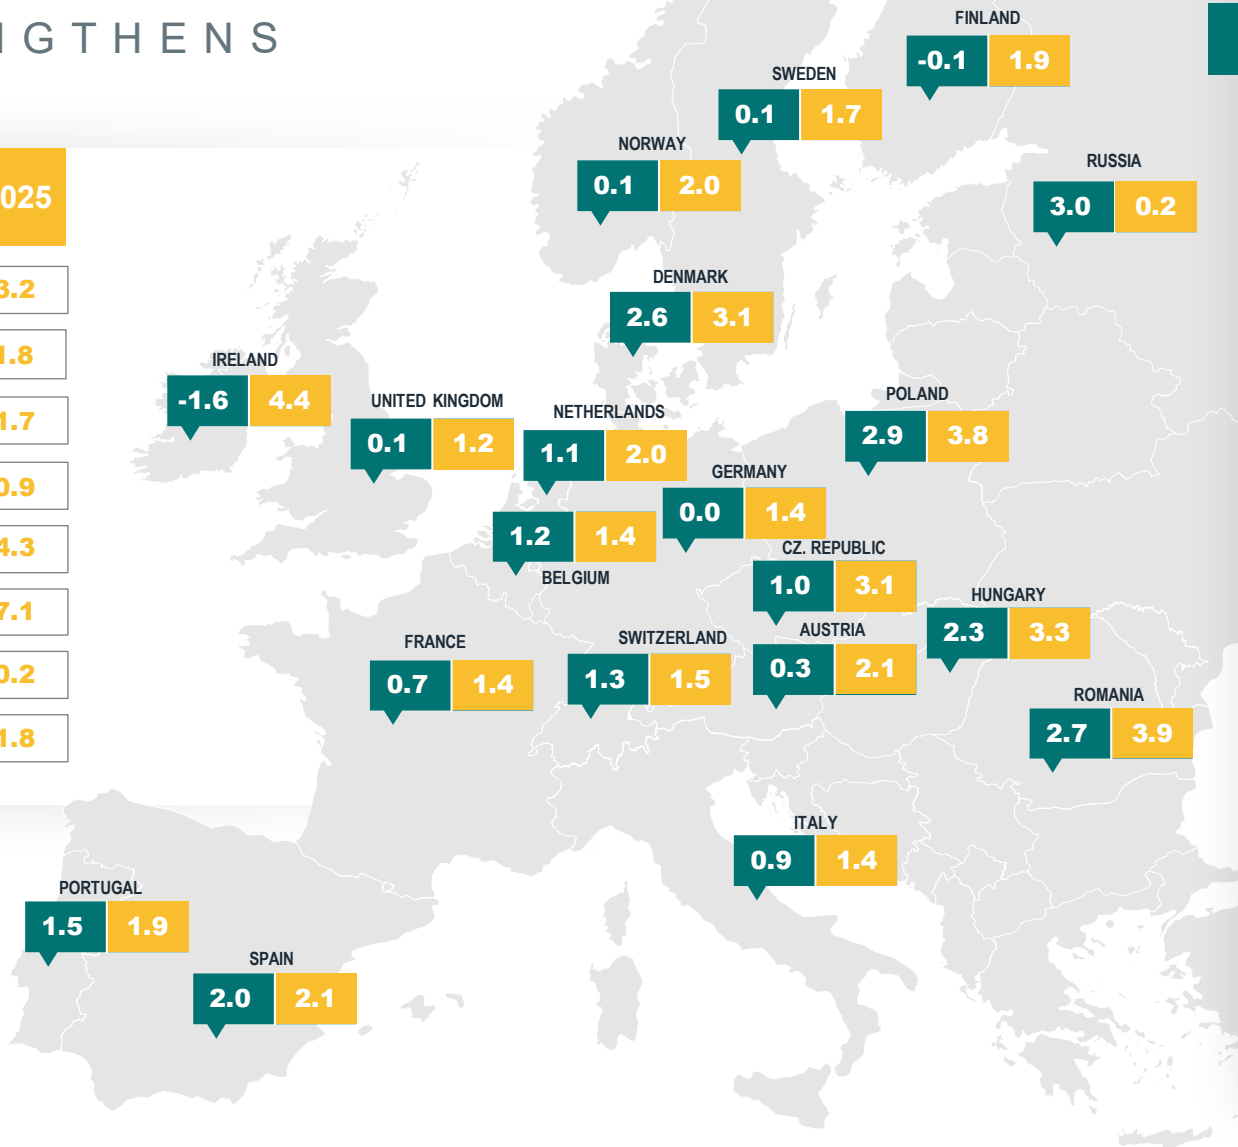 NGTHENS
025
3.2
1.8
1.7
0.9
4.3
7.1
0.2
1.8
FINLAND
-0.1 1.9
SWEDEN
0.1 1.7
NORWAY
0.1 2.0
RUSSIA
3.0 0.2
DENMARK
2.6 3.1
IRELAND
-1.6 4.4
UNITED KINGDOM
0.1 1.2
NETHERLANDS
1.1 2.0
POLAND
2.9 3.8
GERMANY
0.0 1.4
1.2 1.4
BELGIUM
CZ. REPUBLIC
1.0 3.1
HUNGARY
2.3 3.3
FRANCE
0.7 1.4
SWITZERLAND
1.3 1.5
AUSTRIA
0.3 2.1
ROMANIA
2.7 3.9
ITALY
0.9 1.4
PORTUGAL
1.5 1.9
SPAIN
2.0 2.1